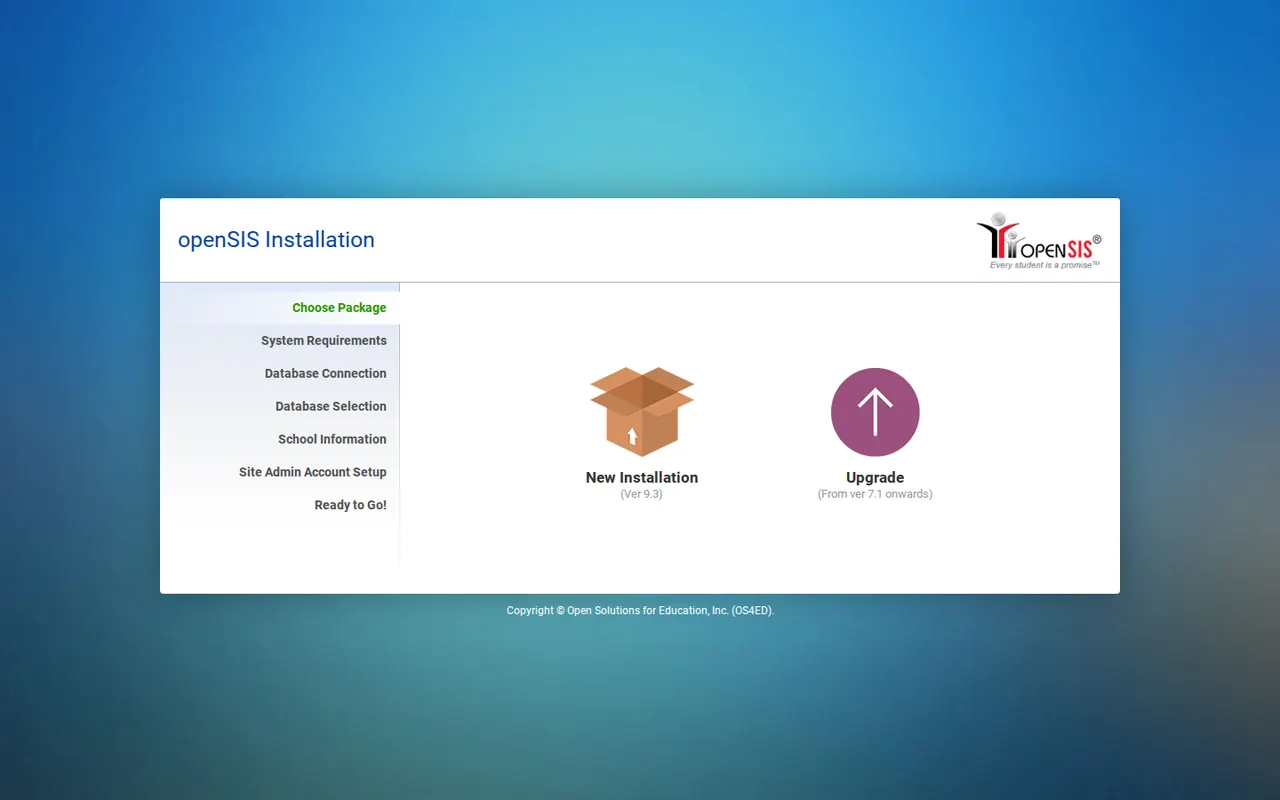 openSIS Installation
OPENSIS®
Every student is a promise™
Choose Package
System Requirements
Database Connection
Database Selection
School Information
Site Admin Account Setup
Ready to Go!
New Installation
(Ver 9.3)
Upgrade
(From ver 7.1 onwards)
Copyright © Open Solutions for Education, Inc. (OS4ED).